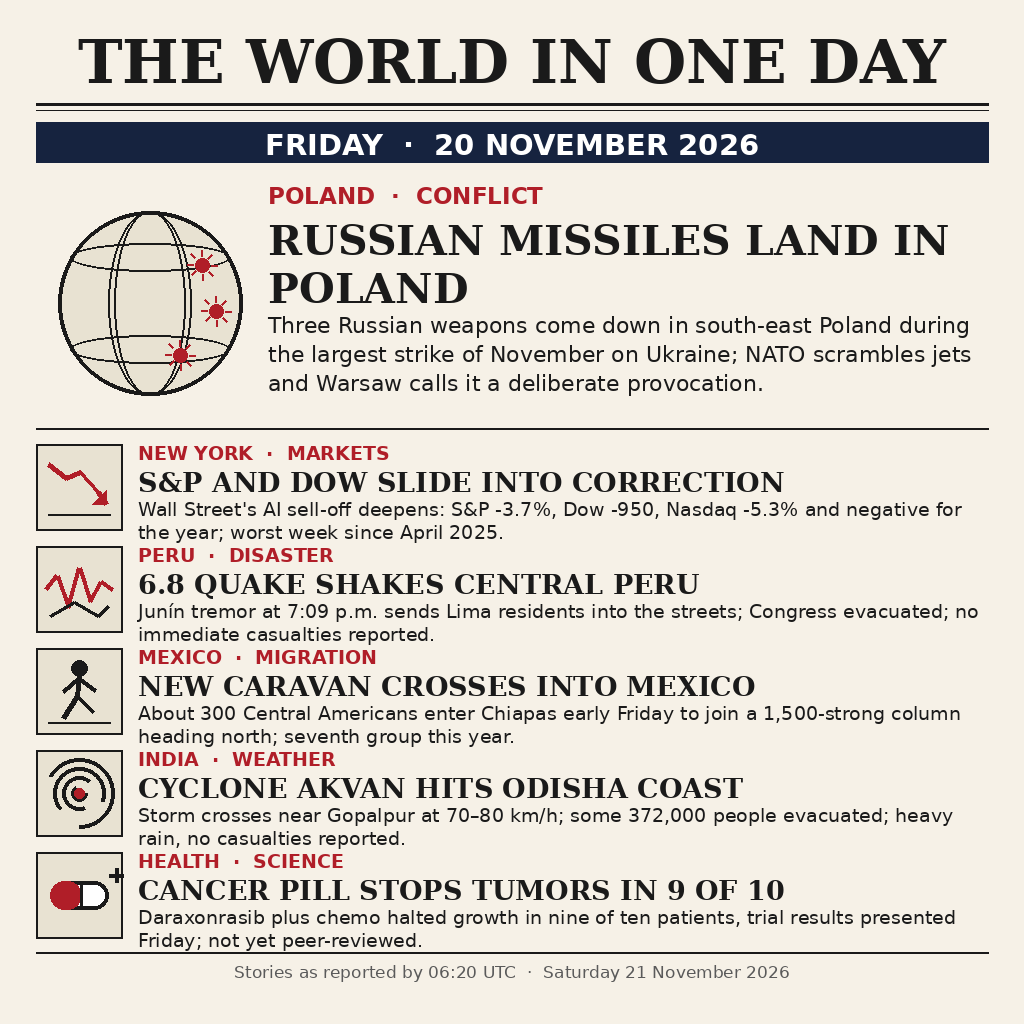 THE WORLD IN ONE DAY
FRIDAY · 20 NOVEMBER 2026
POLAND · CONFLICT
RUSSIAN MISSILES LAND IN
POLAND
Three Russian weapons come down in south-east Poland during
the largest strike of November on Ukraine; NATO scrambles jets
and Warsaw calls it a deliberate provocation.
NEW YORK · MARKETS
S&P AND DOW SLIDE INTO CORRECTION
Wall Street's AI sell-off deepens: S&P -3.7%, Dow -950, Nasdaq -5.3% and negative for
the year; worst week since April 2025.
PERU · DISASTER
6.8 QUAKE SHAKES CENTRAL PERU
Junín tremor at 7:09 p.m. sends Lima residents into the streets; Congress evacuated; no
immediate casualties reported.
MEXICO · MIGRATION
NEW CARAVAN CROSSES INTO MEXICO
About 300 Central Americans enter Chiapas early Friday to join a 1,500-strong column
heading north; seventh group this year.
INDIA · WEATHER
CYCLONE AKVAN HITS ODISHA COAST
Storm crosses near Gopalpur at 70–80 km/h; some 372,000 people evacuated; heavy
rain, no casualties reported.
HEALTH · SCIENCE
CANCER PILL STOPS TUMORS IN 9 OF 10
Daraxonrasib plus chemo halted growth in nine of ten patients, trial results presented
Friday; not yet peer-reviewed.
Stories as reported by 06:20 UTC · Saturday 21 November 2026